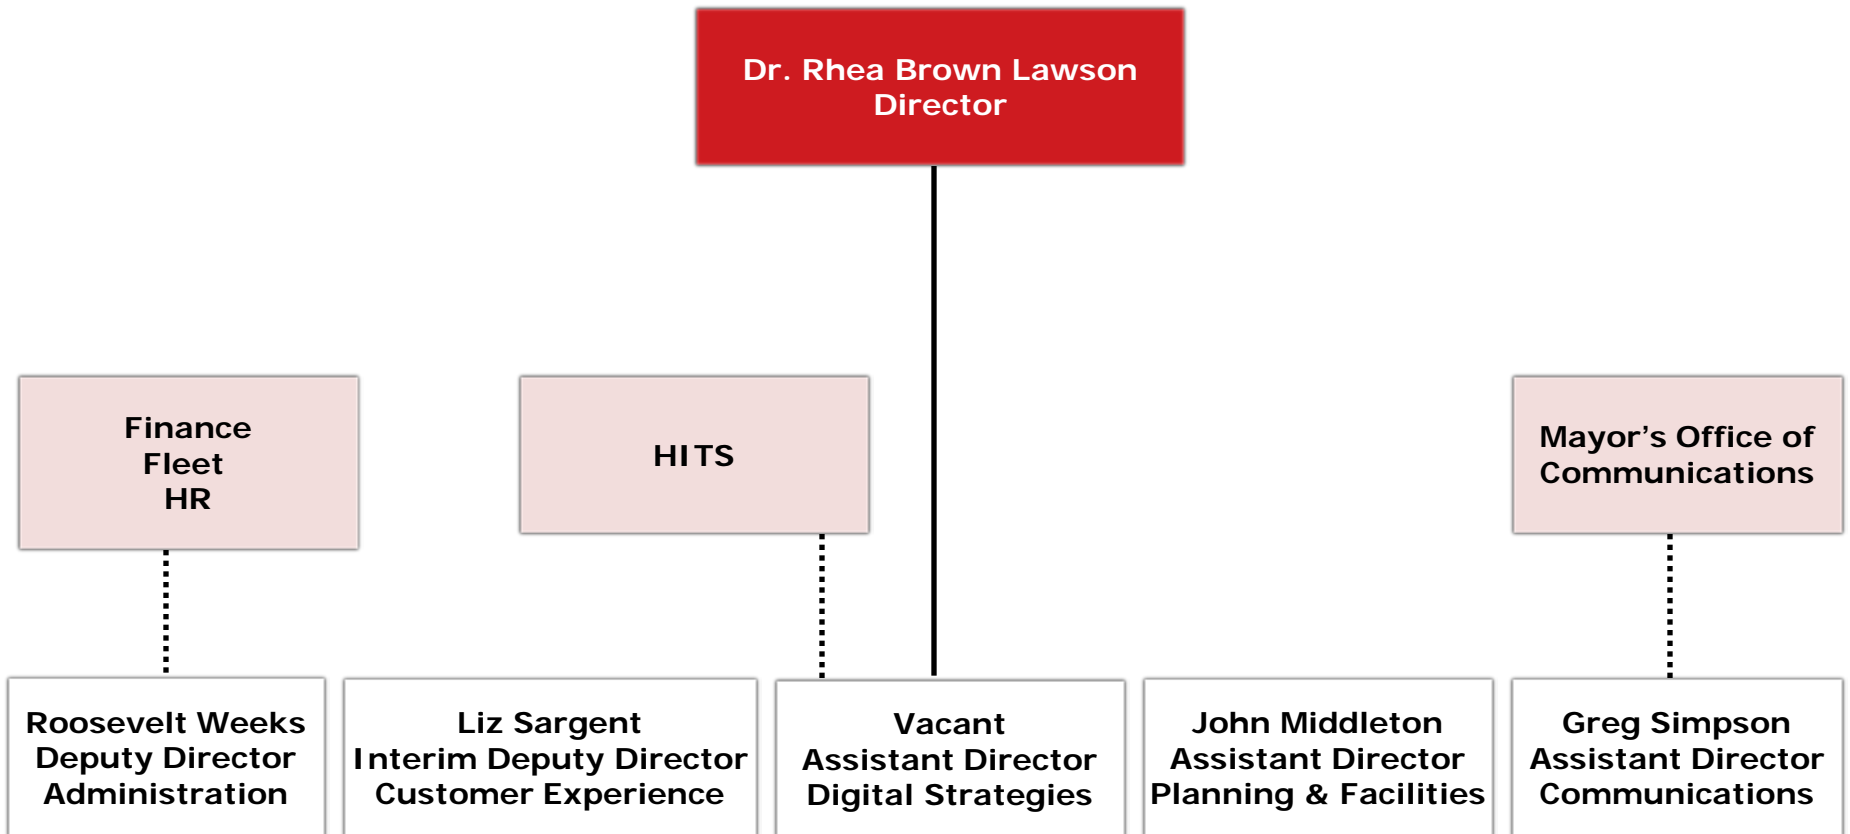 Dr. Rhea Brown Lawson
Director
Finance
Fleet
HR
HITS
Mayor’s Office of
Communications
Roosevelt Weeks
Deputy Director
Administration
Liz Sargent
Interim Deputy Director
Customer Experience
Vacant
Assistant Director
Digital Strategies
John Middleton
Assistant Director
Planning & Facilities
Greg Simpson
Assistant Director
Communications